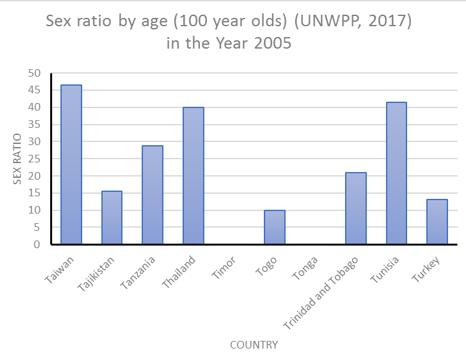 Sex ratio by age (100 year olds) (UNWPP, 2017)
in the Year 2005
50
45
40
35
30
25
20
15
10
5
0
SEX RATIO
Taiwan
Tajikistan
Tanzania
Thailand
Timor
Togo
Tonga
Trinidad and Tobago
Tunisia
Turkey
COUNTRY